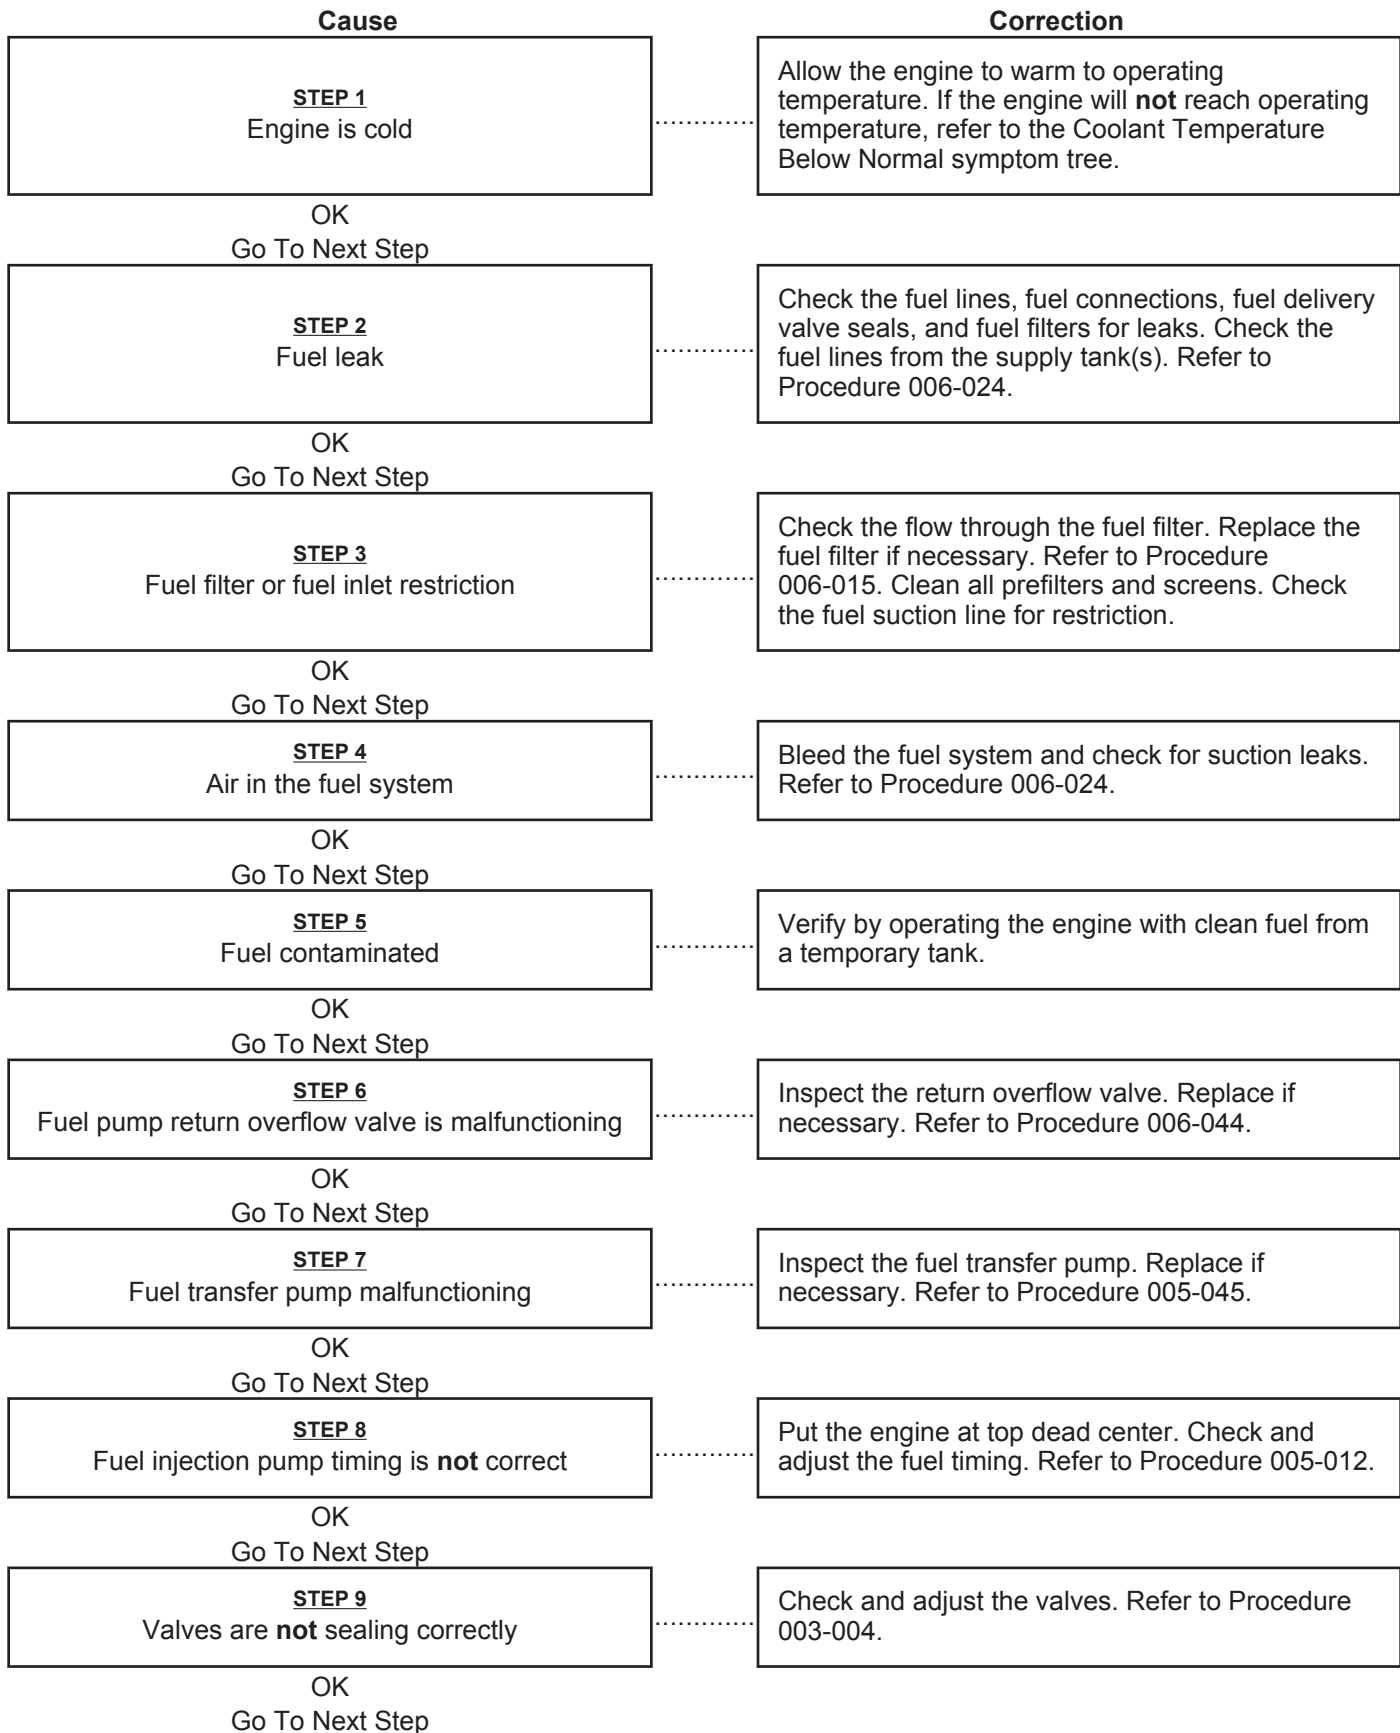 Cause
Correction
STEP 1
Engine is cold
Allow the engine to warm to operating
temperature. If the engine will not reach operating
temperature, refer to the Coolant Temperature
Below Normal symptom tree.
OK
Go To Next Step
STEP 2
Fuel leak
Check the fuel lines, fuel connections, fuel delivery
valve seals, and fuel filters for leaks. Check the
fuel lines from the supply tank(s). Refer to
Procedure 006-024.
OK
Go To Next Step
STEP 3
Fuel filter or fuel inlet restriction
Check the flow through the fuel filter. Replace the
fuel filter if necessary. Refer to Procedure
006-015. Clean all prefilters and screens. Check
the fuel suction line for restriction.
OK
Go To Next Step
STEP 4
Air in the fuel system
Bleed the fuel system and check for suction leaks.
Refer to Procedure 006-024.
OK
Go To Next Step
STEP 5
Fuel contaminated
Verify by operating the engine with clean fuel from
a temporary tank.
OK
Go To Next Step
STEP 6
Fuel pump return overflow valve is malfunctioning
Inspect the return overflow valve. Replace if
necessary. Refer to Procedure 006-044.
OK
Go To Next Step
STEP 7
Fuel transfer pump malfunctioning
Inspect the fuel transfer pump. Replace if
necessary. Refer to Procedure 005-045.
OK
Go To Next Step
STEP 8
Fuel injection pump timing is not correct
Put the engine at top dead center. Check and
adjust the fuel timing. Refer to Procedure 005-012.
OK
Go To Next Step
STEP 9
Valves are not sealing correctly
Check and adjust the valves. Refer to Procedure
003-004.
OK
Go To Next Step